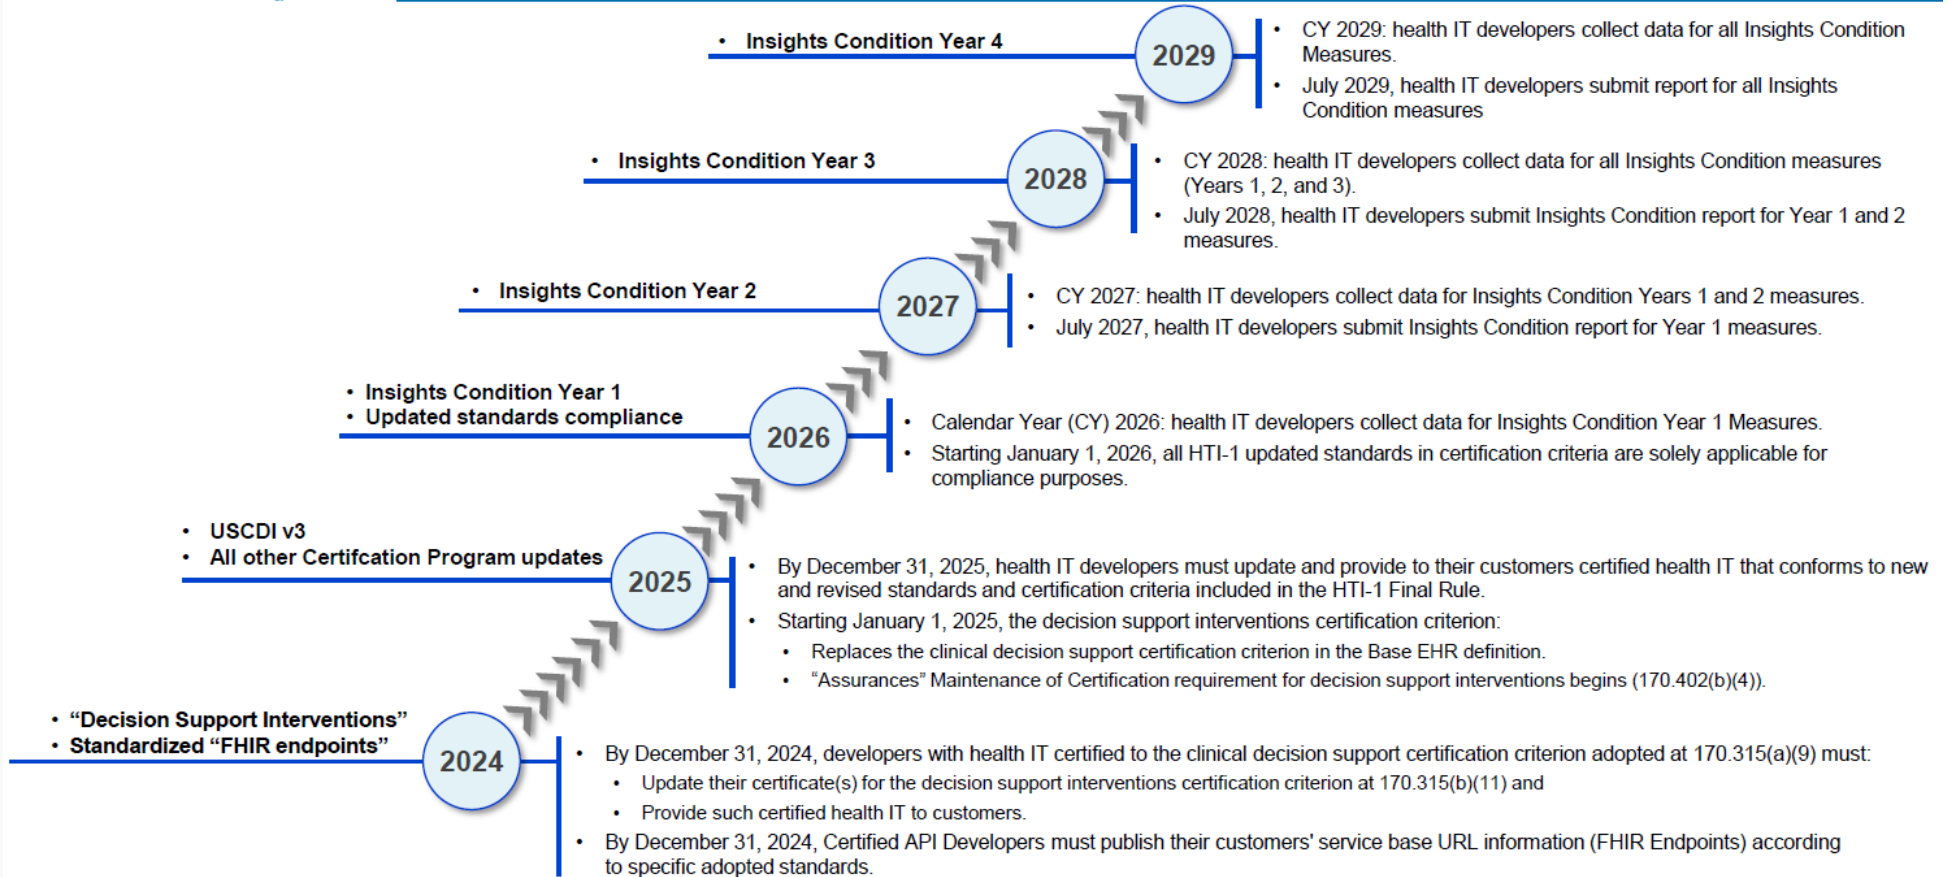 • Insights Condition Year 4
2029
• CY 2029: health IT developers collect data for all Insights Condition
Measures.
• July 2029, health IT developers submit report for all Insights
Condition measures
• Insights Condition Year 3
2028
• CY 2028: health IT developers collect data for all Insights Condition measures
(Years 1, 2, and 3).
• July 2028, health IT developers submit Insights Condition report for Year 1 and 2
measures.
• Insights Condition Year 2
2027
• CY 2027: health IT developers collect data for Insights Condition Years 1 and 2 measures.
• July 2027, health IT developers submit Insights Condition report for Year 1 measures.
• Insights Condition Year 1
• Updated standards compliance
2026
• Calendar Year (CY) 2026: health IT developers collect data for Insights Condition Year 1 Measures.
• Starting January 1, 2026, all HTI-1 updated standards in certification criteria are solely applicable for
compliance purposes.
• USCDI v3
• All other Certifcation Program updates
2025
• By December 31, 2025, health IT developers must update and provide to their customers certified health IT that conforms to new
and revised standards and certification criteria included in the HTI-1 Final Rule.
• Starting January 1, 2025, the decision support interventions certification criterion:
• Replaces the clinical decision support certification criterion in the Base EHR definition.
• “Assurances” Maintenance of Certification requirement for decision support interventions begins (170.402(b)(4)).
• “Decision Support Interventions”
• Standardized “FHIR endpoints”
2024
• By December 31, 2024, developers with health IT certified to the clinical decision support certification criterion adopted at 170.315(a)(9) must:
• Update their certificate(s) for the decision support interventions certification criterion at 170.315(b)(11) and
• Provide such certified health IT to customers.
• By December 31, 2024, Certified API Developers must publish their customers' service base URL information (FHIR Endpoints) according
to specific adopted standards.